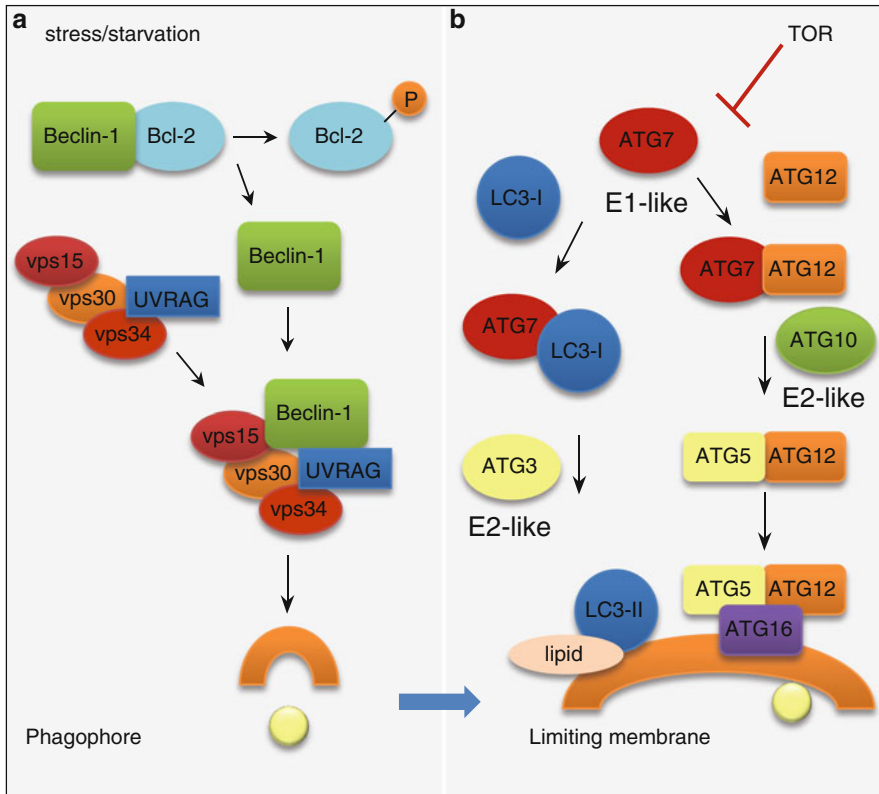 a
stress/starvation
Beclin-1
Bcl-2
Bcl-2
P
Beclin-1
vps15
vps30
UVRAG
vps34
Beclin-1
vps15
vps30
UVRAG
vps34
Phagophore
b
TOR
ATG7
E1-like
LC3-I
ATG12
ATG7
ATG12
ATG7
LC3-I
ATG10
E2-like
ATG3
E2-like
ATG5
ATG12
LC3-II
lipid
ATG5
ATG12
ATG16
Limiting membrane